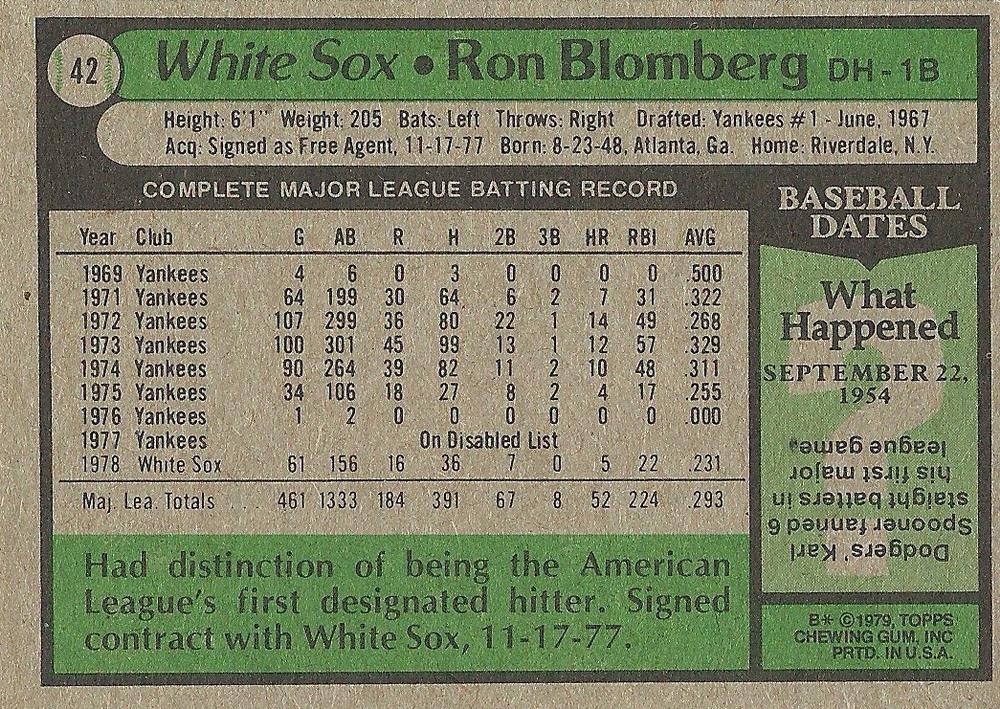 42 White Sox • Ron Blomberg DH - 1B
Height: 6'1" Weight: 205 Bats: Left Throws: Right Drafted: Yankees #1 - June, 1967
Acq: Signed as Free Agent, 11-17-77 Born: 8-23-48, Atlanta, Ga. Home: Riverdale, N.Y.
COMPLETE MAJOR LEAGUE BATTING RECORD
Year Club G AB R H 2B 3B HR RBI AVG
1969 Yankees 4 6 0 3 0 0 0 0 .500
1971 Yankees 64 199 30 64 6 2 7 31 .322
1972 Yankees 107 299 36 80 22 1 14 49 .268
1973 Yankees 100 301 45 99 13 1 12 57 .329
1974 Yankees 90 264 39 82 11 2 10 48 .311
1975 Yankees 34 106 18 27 8 2 4 17 .255
1976 Yankees 1 2 0 0 0 0 0 0 .000
1977 Yankees On Disabled List
1978 White Sox 61 156 16 36 7 0 5 22 .231
Maj. Lea. Totals . . 461 1333 184 391 67 8 52 224 .293
Had distinction of being the American
League's first designated hitter. Signed
contract with White Sox, 11-17-77.
BASEBALL
DATES
What
Happened
SEPTEMBER 22,
1954
Dodgers' Karl
Spooner fanned 6
straight batters in
his first major
league game.
B* ©1979, TOPPS
CHEWING GUM, INC
PRTD. IN U.S.A.